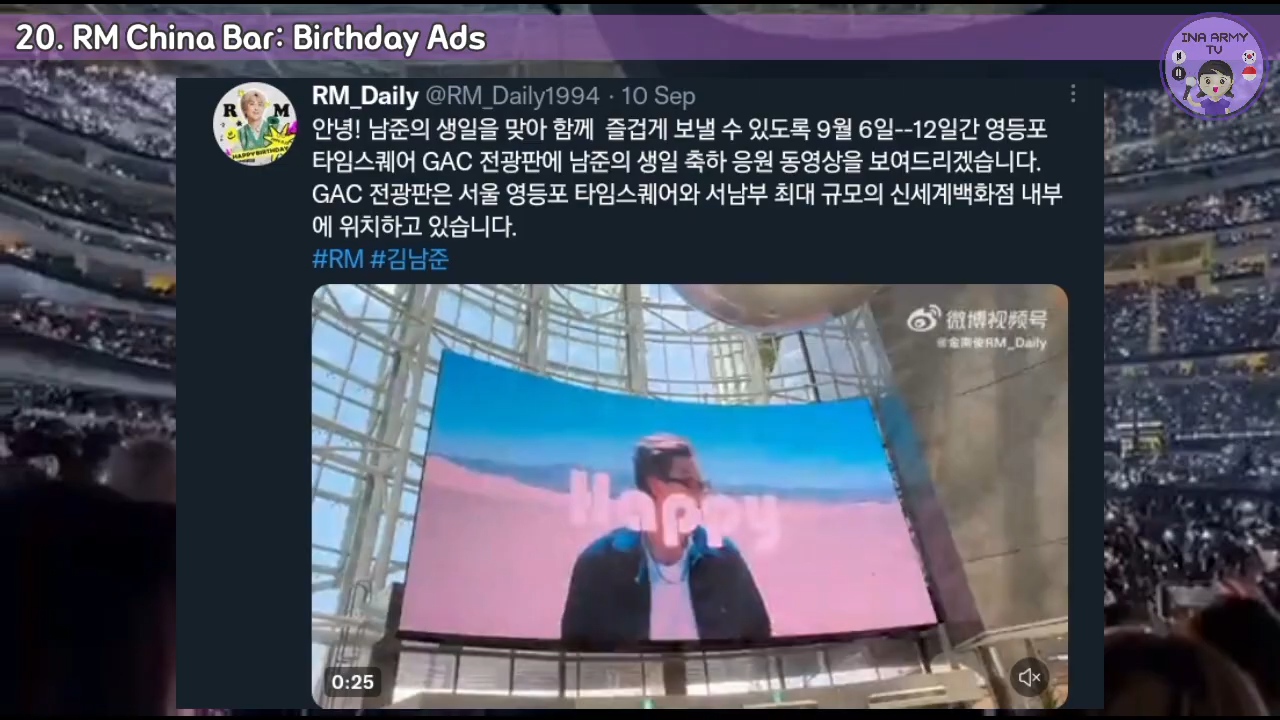 20. RM China Bar: Birthday Ads
INA ARMY
TV
RM_Daily @RM_Daily1994 · 10 Sep
안녕! 남준의 생일을 맞아 함께 즐겁게 보낼 수 있도록 9월 6일--12일간 영등포
타임스퀘어 GAC 전광판에 남준의 생일 축하 응원 동영상을 보여드리겠습니다.
GAC 전광판은 서울 영등포 타임스퀘어와 서남부 최대 규모의 신세계백화점 내부
에 위치하고 있습니다.
#RM #김남준
R M
HAPPY BIRTHDAY
微博视频号
@金南俊RM_Daily
Happy
0:25